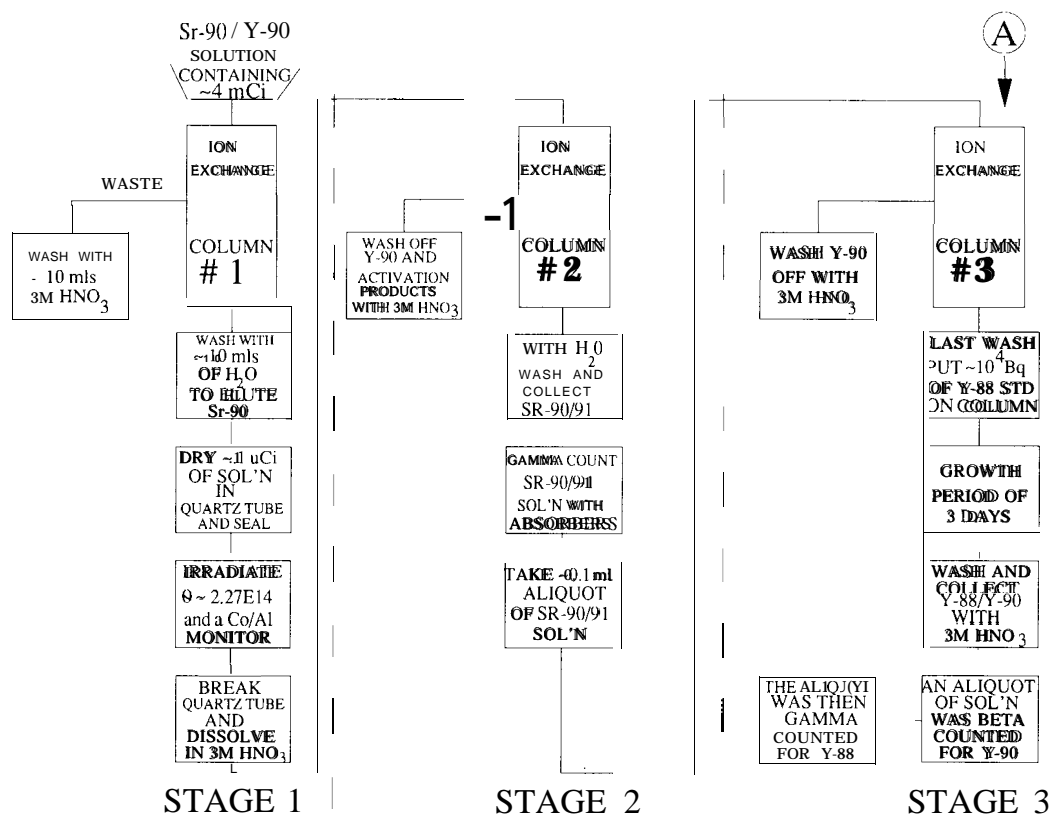 Sr-90 / Y-90
SOLUTION
CONTAINING
~4 mCi
ION
EXCHANGE
COLUMN
# 1
WASTE
WASH WITH
- 10 mls
3M HNO3
WASH WITH
~10 mls
OF H2O
TO ELUTE
Sr-90
DRY ~.1 uCi
OF SOL'N
IN
QUARTZ TUBE
AND SEAL
IRRADIATE
~ 2.27E14
and a Co/Al
MONITOR
BREAK
QUARTZ TUBE
AND
DISSOLVE
IN 3M HNO3
STAGE 1
ION
EXCHANGE
-1
COLUMN
#2
WASH OFF
Y-90 AND
ACTIVATION
PRODUCTS
WITH 3M HNO3
WITH H2O
WASH AND
COLLECT
SR-90/91
GAMMA COUNT
SR-90/91
SOL'N WITH
ABSORBERS
TAKE ~0.1 ml
ALIQUOT
OF SR-90/91
SOL'N
STAGE 2
A
ION
EXCHANGE
COLUMN
#3
WASH Y-90
OFF WITH
3M HNO3
LAST WASH
PUT ~10^4 Bq
OF Y-88 STD
ON COLUMN
GROWTH
PERIOD OF
3 DAYS
WASH AND
COLLECT
Y-88/Y-90
WITH
3M HNO3
AN ALIQUOT
OF SOL'N
WAS BETA
COUNTED
FOR Y-90
THE
WAS THEN
GAMMA
COUNTED
FOR Y-88
STAGE 3